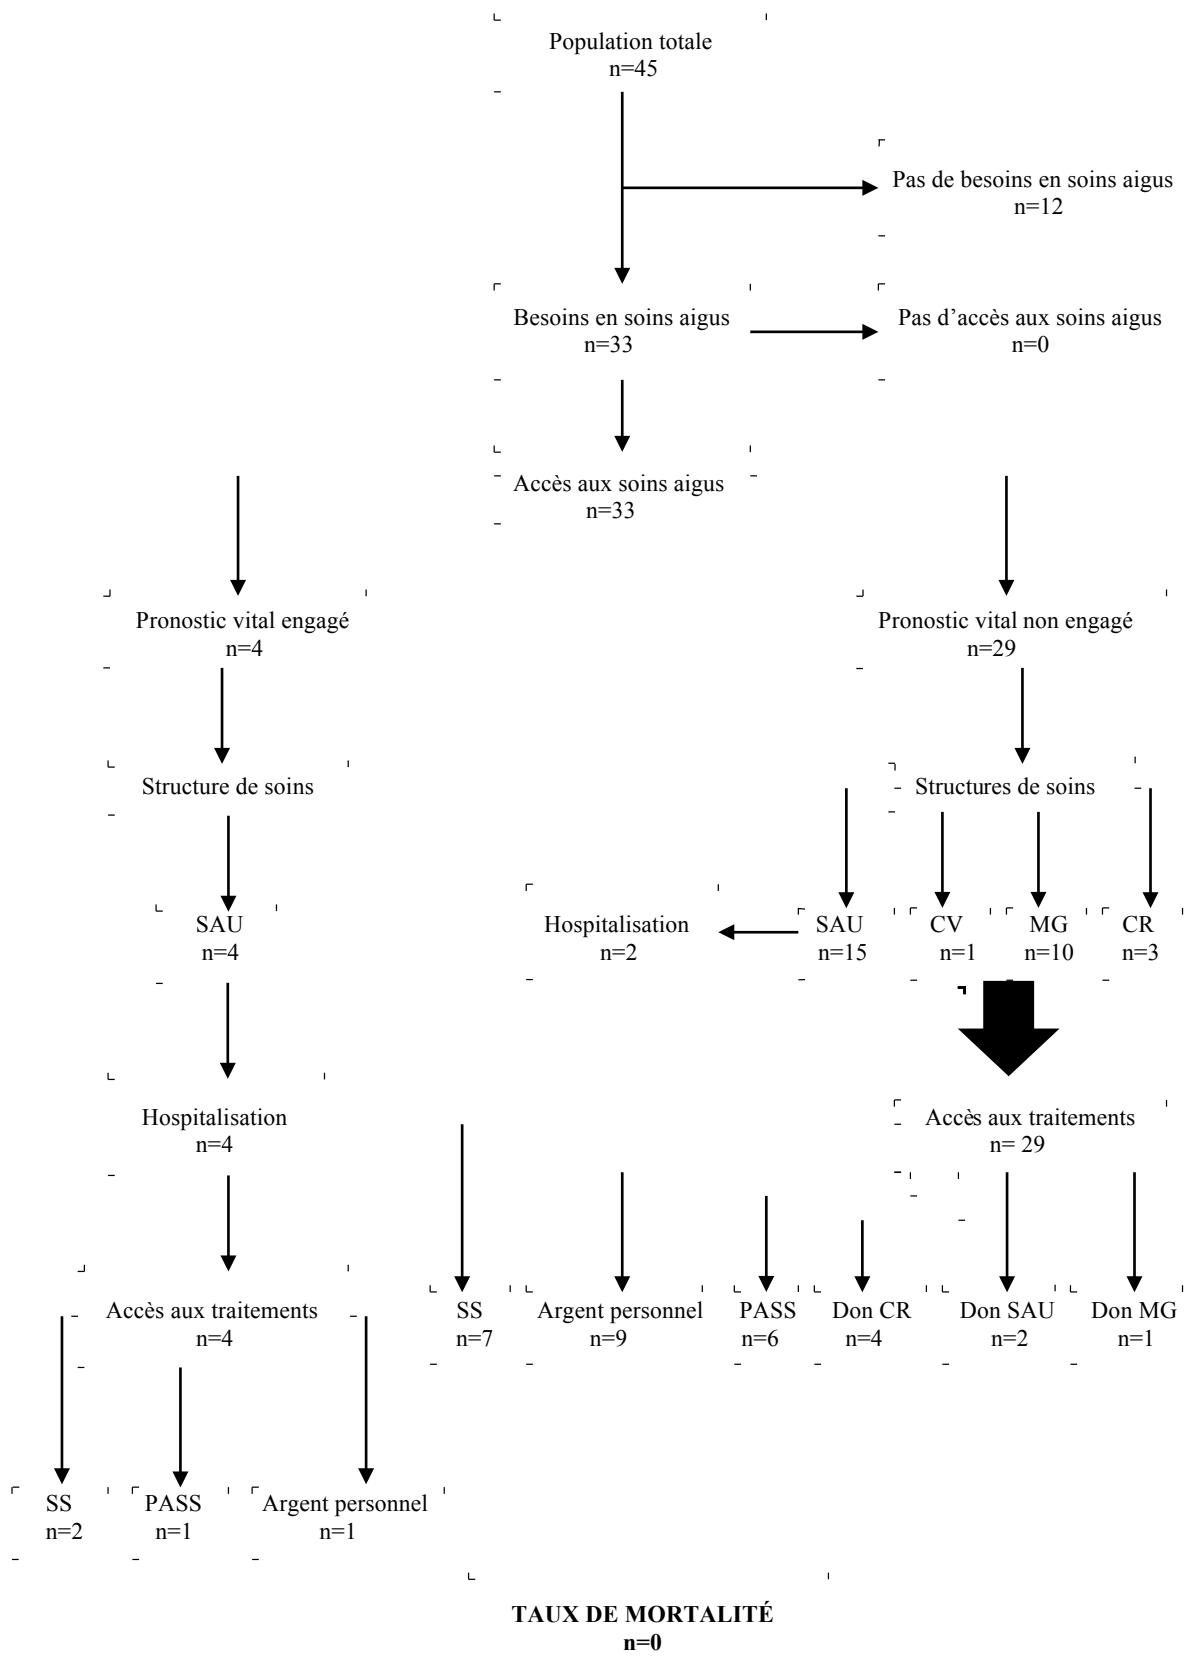 Population totale
n=45
Pas de besoins en soins aigus
n=12
Besoins en soins aigus
n=33
Pas d'accès aux soins aigus
n=0
Accès aux soins aigus
n=33
Pronostic vital engagé
n=4
Pronostic vital non engagé
n=29
Structure de soins
Structures de soins
SAU
n=4
Hospitalisation
n=2
SAU
n=15
CV
n=1
MG
n=10
CR
n=3
Hospitalisation
n=4
Accès aux traitements
n= 29
Accès aux traitements
n=4
SS
n=7
Argent personnel
n=9
PASS
n=6
Don CR
n=4
Don SAU
n=2
Don MG
n=1
SS
n=2
PASS
n=1
Argent personnel
n=1
TAUX DE MORTALITÉ
n=0